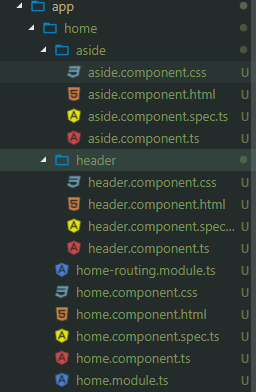 app
home
aside
aside.component.css U
aside.component.html U
aside.component.spec.ts U
aside.component.ts U
header
header.component.css U
header.component.html U
header.component.spec... U
header.component.ts U
home-routing.module.ts U
home.component.css U
home.component.html U
home.component.spec.ts U
home.component.ts U
home.module.ts U